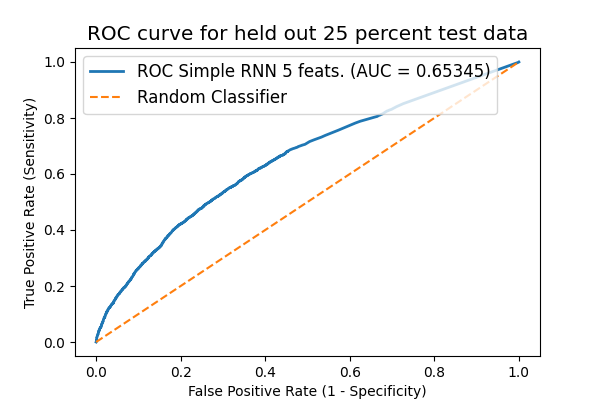 ROC curve for held out 25 percent test data
ROC Simple RNN 5 feats. (AUC = 0.65345)
Random Classifier
True Positive Rate (Sensitivity)
1.0
0.8
0.6
0.4
0.2
0.0
0.0 0.2 0.4 0.6 0.8 1.0
False Positive Rate (1 - Specificity)